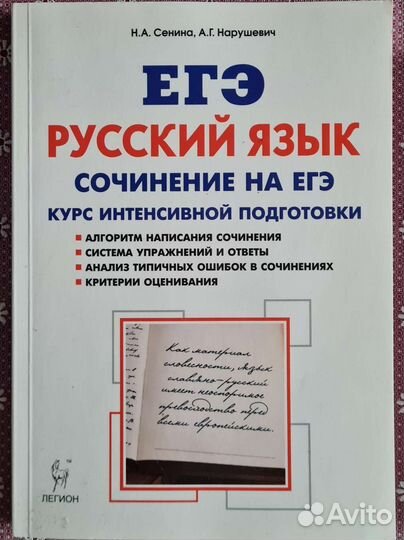 Н.А. Сенина, А.Г. Нарушевич
ЕГЭ
РУССКИЙ ЯЗЫК
СОЧИНЕНИЕ НА ЕГЭ
КУРС ИНТЕНСИВНОЙ ПОДГОТОВКИ
АЛГОРИТМ НАПИСАНИЯ СОЧИНЕНИЯ
СИСТЕМА УПРАЖНЕНИЙ И ОТВЕТЫ
АНАЛИЗ ТИПИЧНЫХ ОШИБОК В СОЧИНЕНИЯХ
КРИТЕРИИ ОЦЕНИВАНИЯ
Как материал
словесности, язык
славяно-русский
имеет неоспоримое
превосходство перед
всеми европейскими.
ЛЕГИОН
Avito